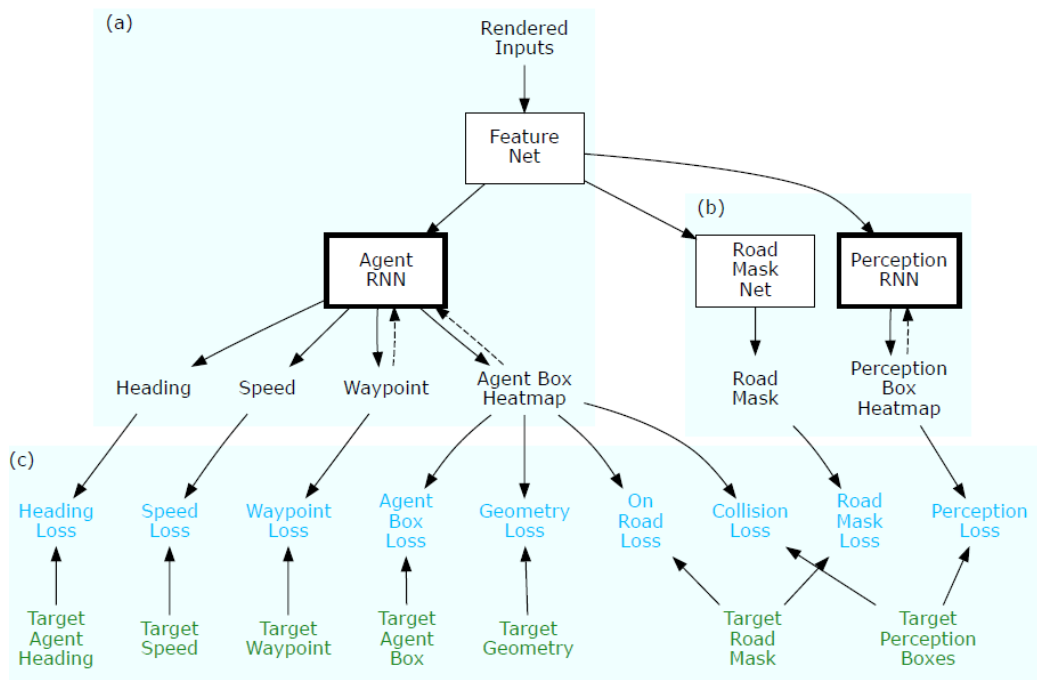 (a)
Rendered
Inputs
Feature
Net
(b)
Agent
RNN
Road
Mask
Net
Perception
RNN
Heading
Speed
Waypoint
Agent Box
Heatmap
Road
Mask
Perception
Box
Heatmap
(c)
Heading
Loss
Speed
Loss
Waypoint
Loss
Agent
Box
Loss
Geometry
Loss
On
Road
Loss
Collision
Loss
Road
Mask
Loss
Perception
Loss
Target
Agent
Heading
Target
Speed
Target
Waypoint
Target
Agent
Box
Target
Geometry
Target
Road
Mask
Target
Perception
Boxes